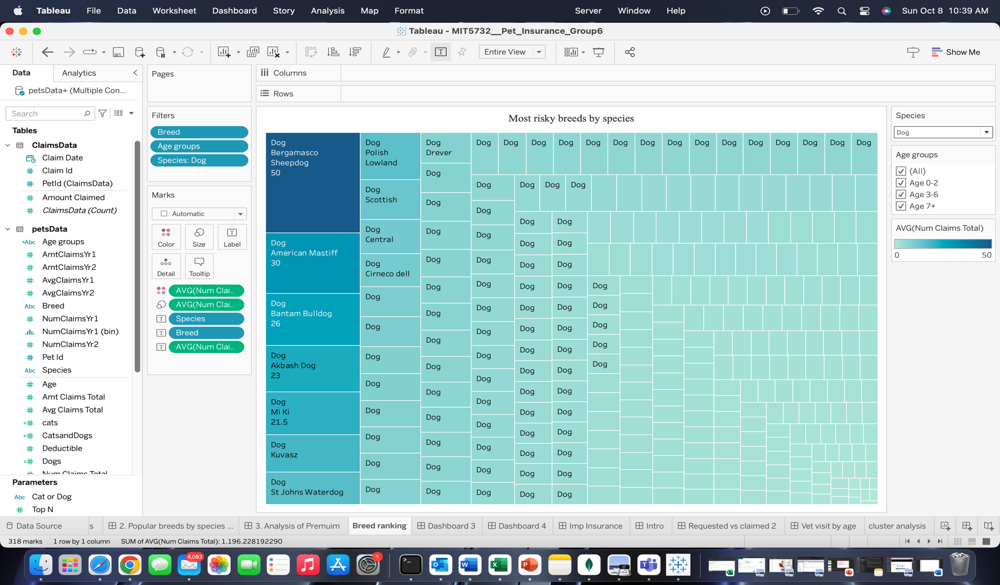 Tableau File Data Worksheet Dashboard Story Analysis Map Format Server Window Help Sun Oct 8 10:39 AM
Tableau - MIT5732__Pet_Insurance_Group6
Entire View
Show Me
Data Analytics
petsData+ (Multiple Con...
Search
Tables
ClaimsData
Claim Date
Claim Id
PetId (ClaimsData)
Amount Claimed
ClaimsData (Count)
petsData
=Abc Age groups
AmtClaimsYr1
AmtClaimsYr2
AvgClaimsYr1
AvgClaimsYr2
Abc Breed
NumClaimsYr1
NumClaimsYr1 (bin)
NumClaimsYr2
Pet Id
Abc Species
Age
Amt Claims Total
Avg Claims Total
cats
CatsandDogs
Deductible
Dogs
Num Claims Total
Parameters
Abc Cat or Dog
Top N
Pages
Filters
Breed
Age groups
Species: Dog
Marks
Automatic
Color Size Label
Detail Tooltip
AVG(Num Clai..
AVG(Num Clai..
Species
Breed
AVG(Num Clai..
Columns
Rows
Most risky breeds by species
Dog
Bergamasco
Sheepdog
50
Dog
American Mastiff
30
Dog
Bantam Bulldog
26
Dog
Akbash Dog
23
Dog
Mi Ki
21.5
Dog
Kuvasz
Dog
St Johns Waterdog
Dog
Polish
Lowland
Dog
Scottish
Dog
Central
Dog
Cirneco dell
Dog
Dog
Dog
Dog
Dog
Dog
Dog
Dog
Dog
Drever
Dog
Dog
Dog
Dog
Dog
Dog
Dog
Dog
Dog
Dog
Dog
Dog
Dog
Dog Dog Dog Dog Dog Dog Dog Dog Dog Dog Dog Dog Dog Dog Dog
Dog Dog Dog Dog
Dog
Dog
Dog
Dog
Dog
Dog
Dog
Dog
Dog
Dog
Dog
Dog
Dog
Dog Dog
Dog Dog
Dog Dog
Dog Dog Dog
Dog Dog Dog
Dog Dog Dog
Dog Dog Dog
Dog Dog Dog
Dog Dog
Dog Dog
Dog Dog
Dog Dog
Dog Dog
Dog Dog
Species
Dog
Age groups
(All)
Age 0-2
Age 3-6
Age 7+
AVG(Num Claims Total)
0 50
Data Source s 2. Popular breeds by species ... 3. Analysis of Premuim Breed ranking Dashboard 3 Dashboard 4 Imp Insurance Intro Requested vs claimed 2 Vet visit by age cluster analysis
318 marks 1 row by 1 column SUM of AVG(Num Claims Total): 1,196.228192290
4,083
1